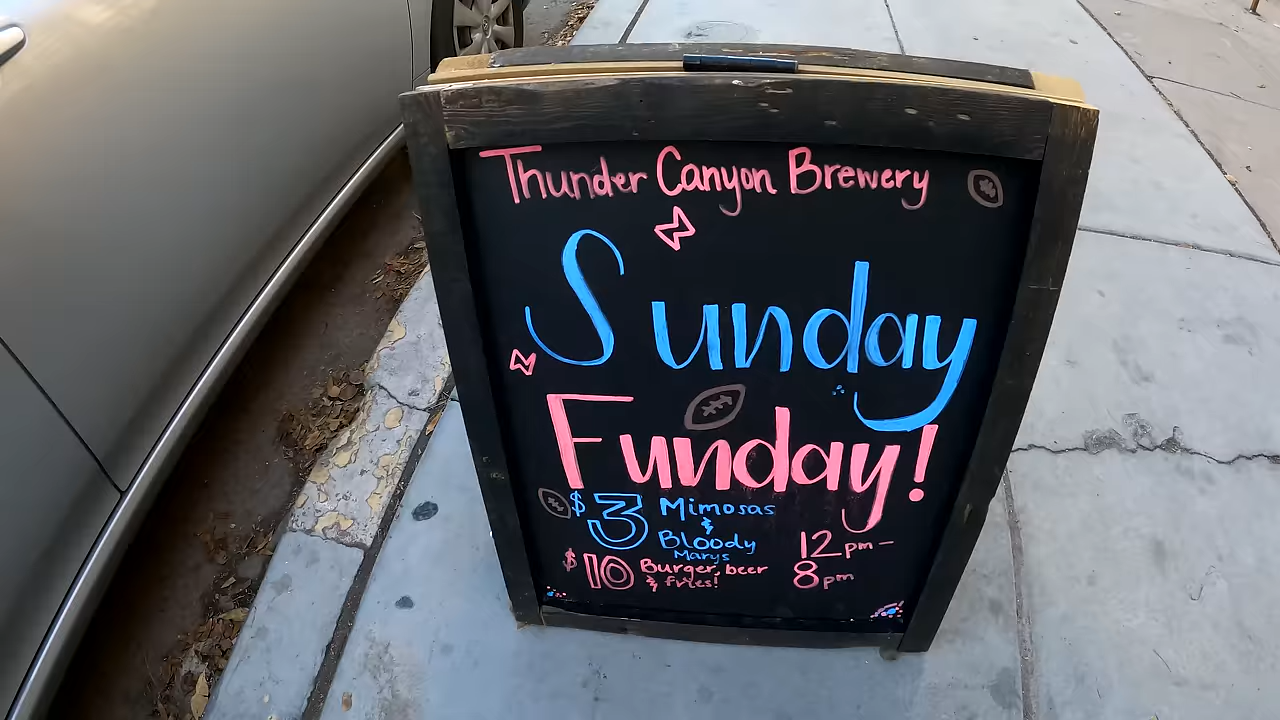 Thunder Canyon Brewery
Sunday
Funday!
$3 Mimosas
&
Bloody
Marys
$10 Burger, beer
& fries!
12pm-
8pm